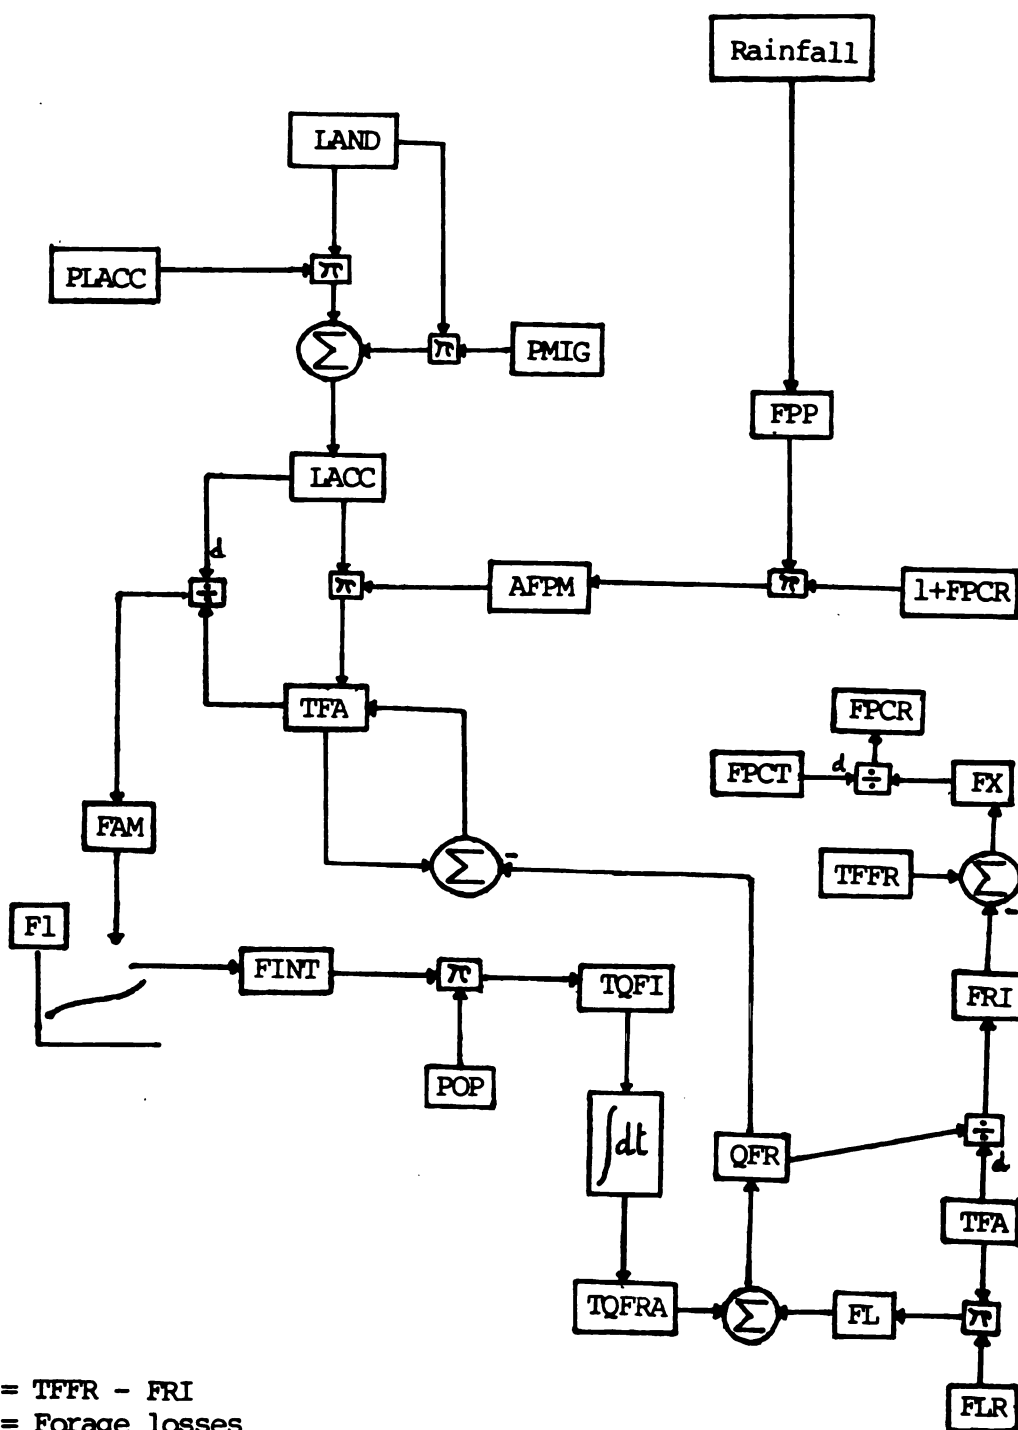 Rainfall
LAND
PLACC
π
Σ
π
PMIG
FPP
LACC
d
÷
π
AFPM
π
1+FPCR
TFA
FPCR
FPCT
d
÷
FX
FAM
Σ
-
TFFR
Σ
-
F1
FINT
π
TQFI
FRI
POP
∫dt
QFR
÷
d
TFA
TQFRA
Σ
FL
π
FLR
= TFFR - FRI
= Forage losses